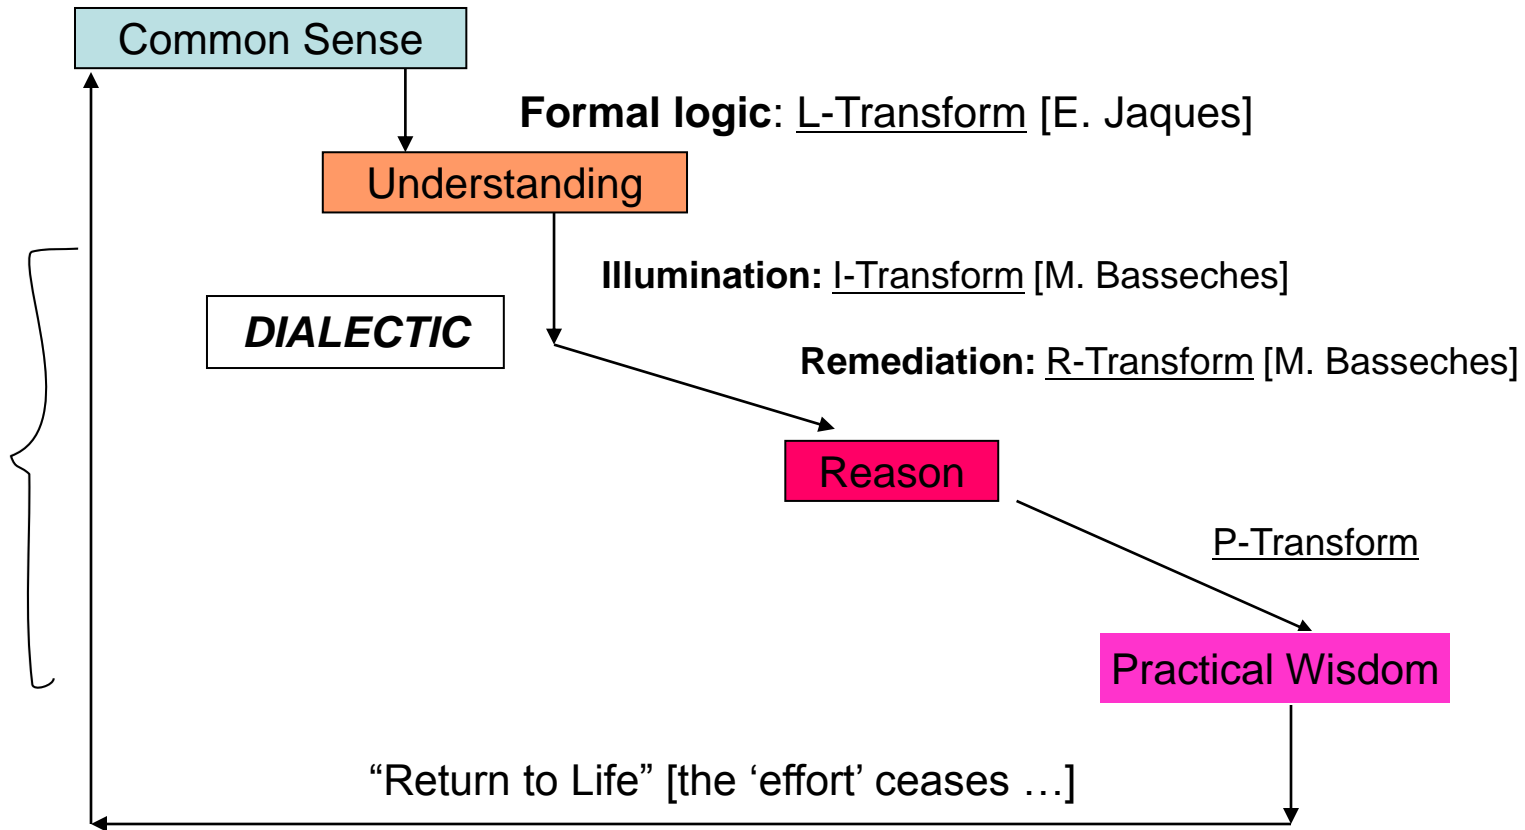 Common Sense
Formal logic: L-Transform [E. Jaques]
Understanding
Illumination: I-Transform [M. Basseches]
DIALECTIC
Remediation: R-Transform [M. Basseches]
Reason
P-Transform
Practical Wisdom
“Return to Life” [the ‘effort’ ceases …]